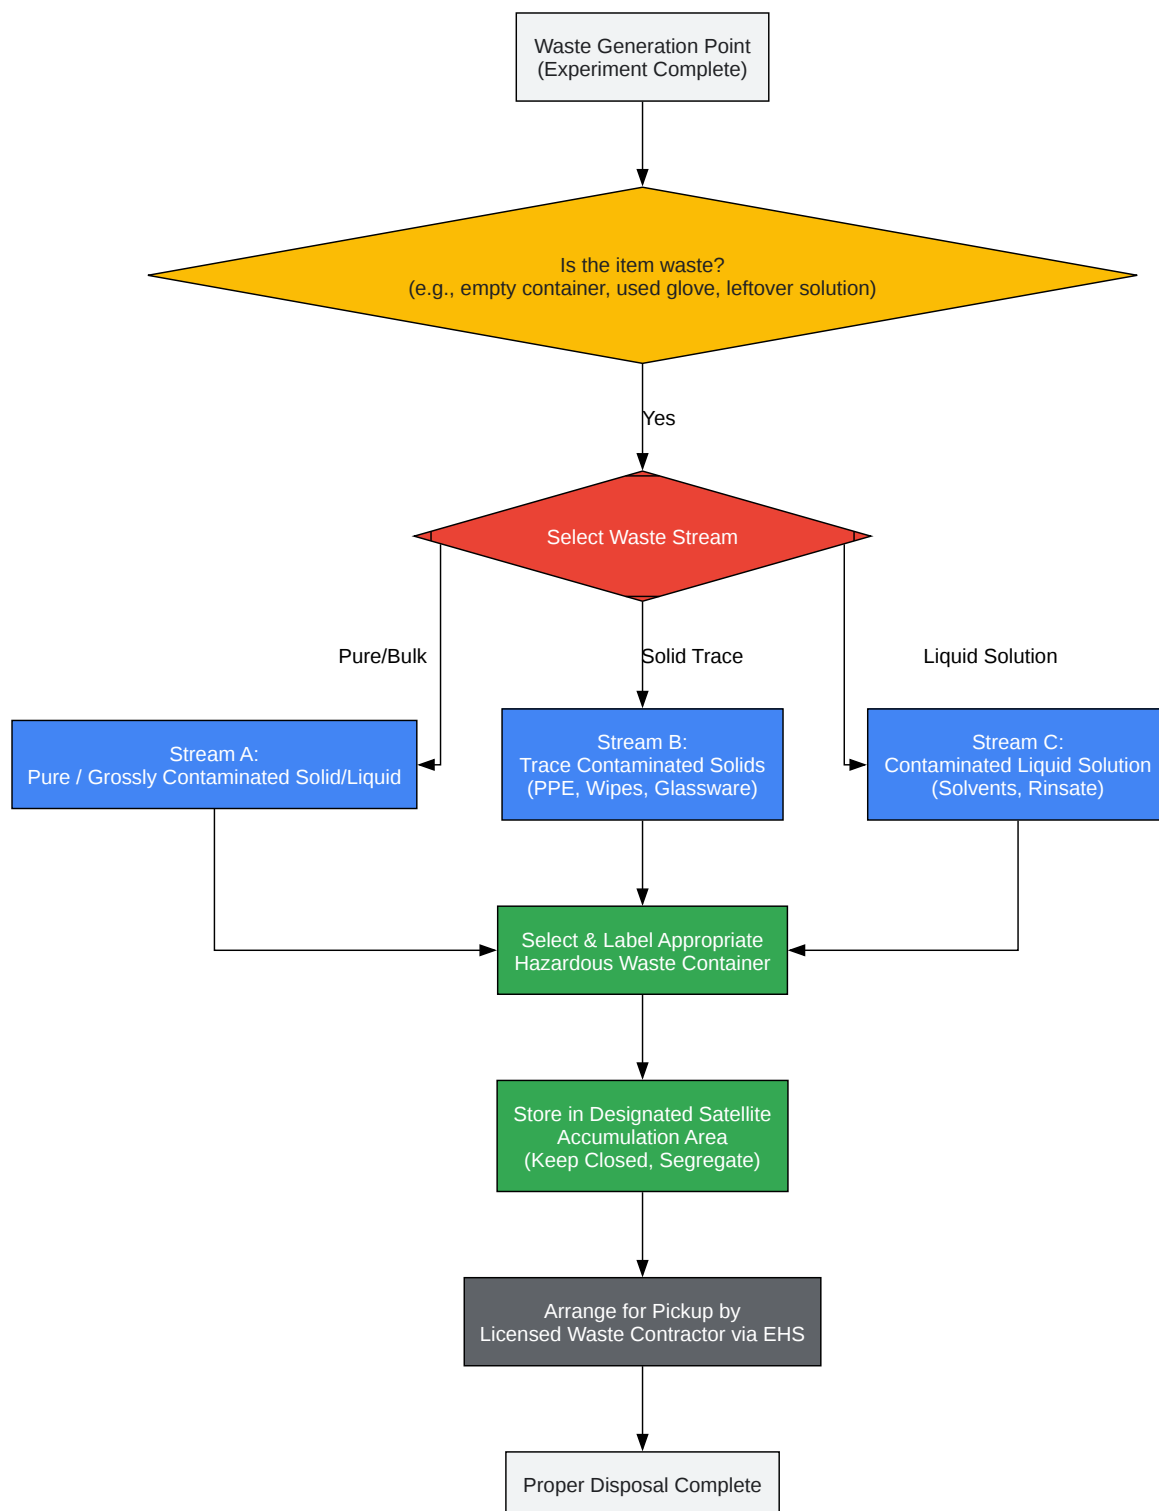 Waste Generation Point
(Experiment Complete)
Is the item waste?
(e.g., empty container, used glove, leftover solution)
Yes
Select Waste Stream
Pure/Bulk
Solid Trace
Liquid Solution
Stream A:
Pure / Grossly Contaminated Solid/Liquid
Stream B:
Trace Contaminated Solids
(PPE, Wipes, Glassware)
Stream C:
Contaminated Liquid Solution
(Solvents, Rinsate)
Select & Label Appropriate
Hazardous Waste Container
Store in Designated Satellite
Accumulation Area
(Keep Closed, Segregate)
Arrange for Pickup by
Licensed Waste Contractor via EHS
Proper Disposal Complete